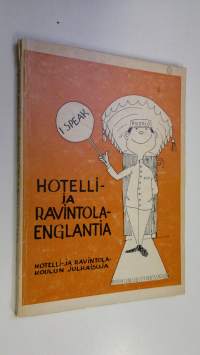 I SPEAK
HOTELLI-
JA
RAVINTOLA-
ENGLANTIA
HOTELLI-JA RAVINTOLA-
KOULUN JULKAISUJA